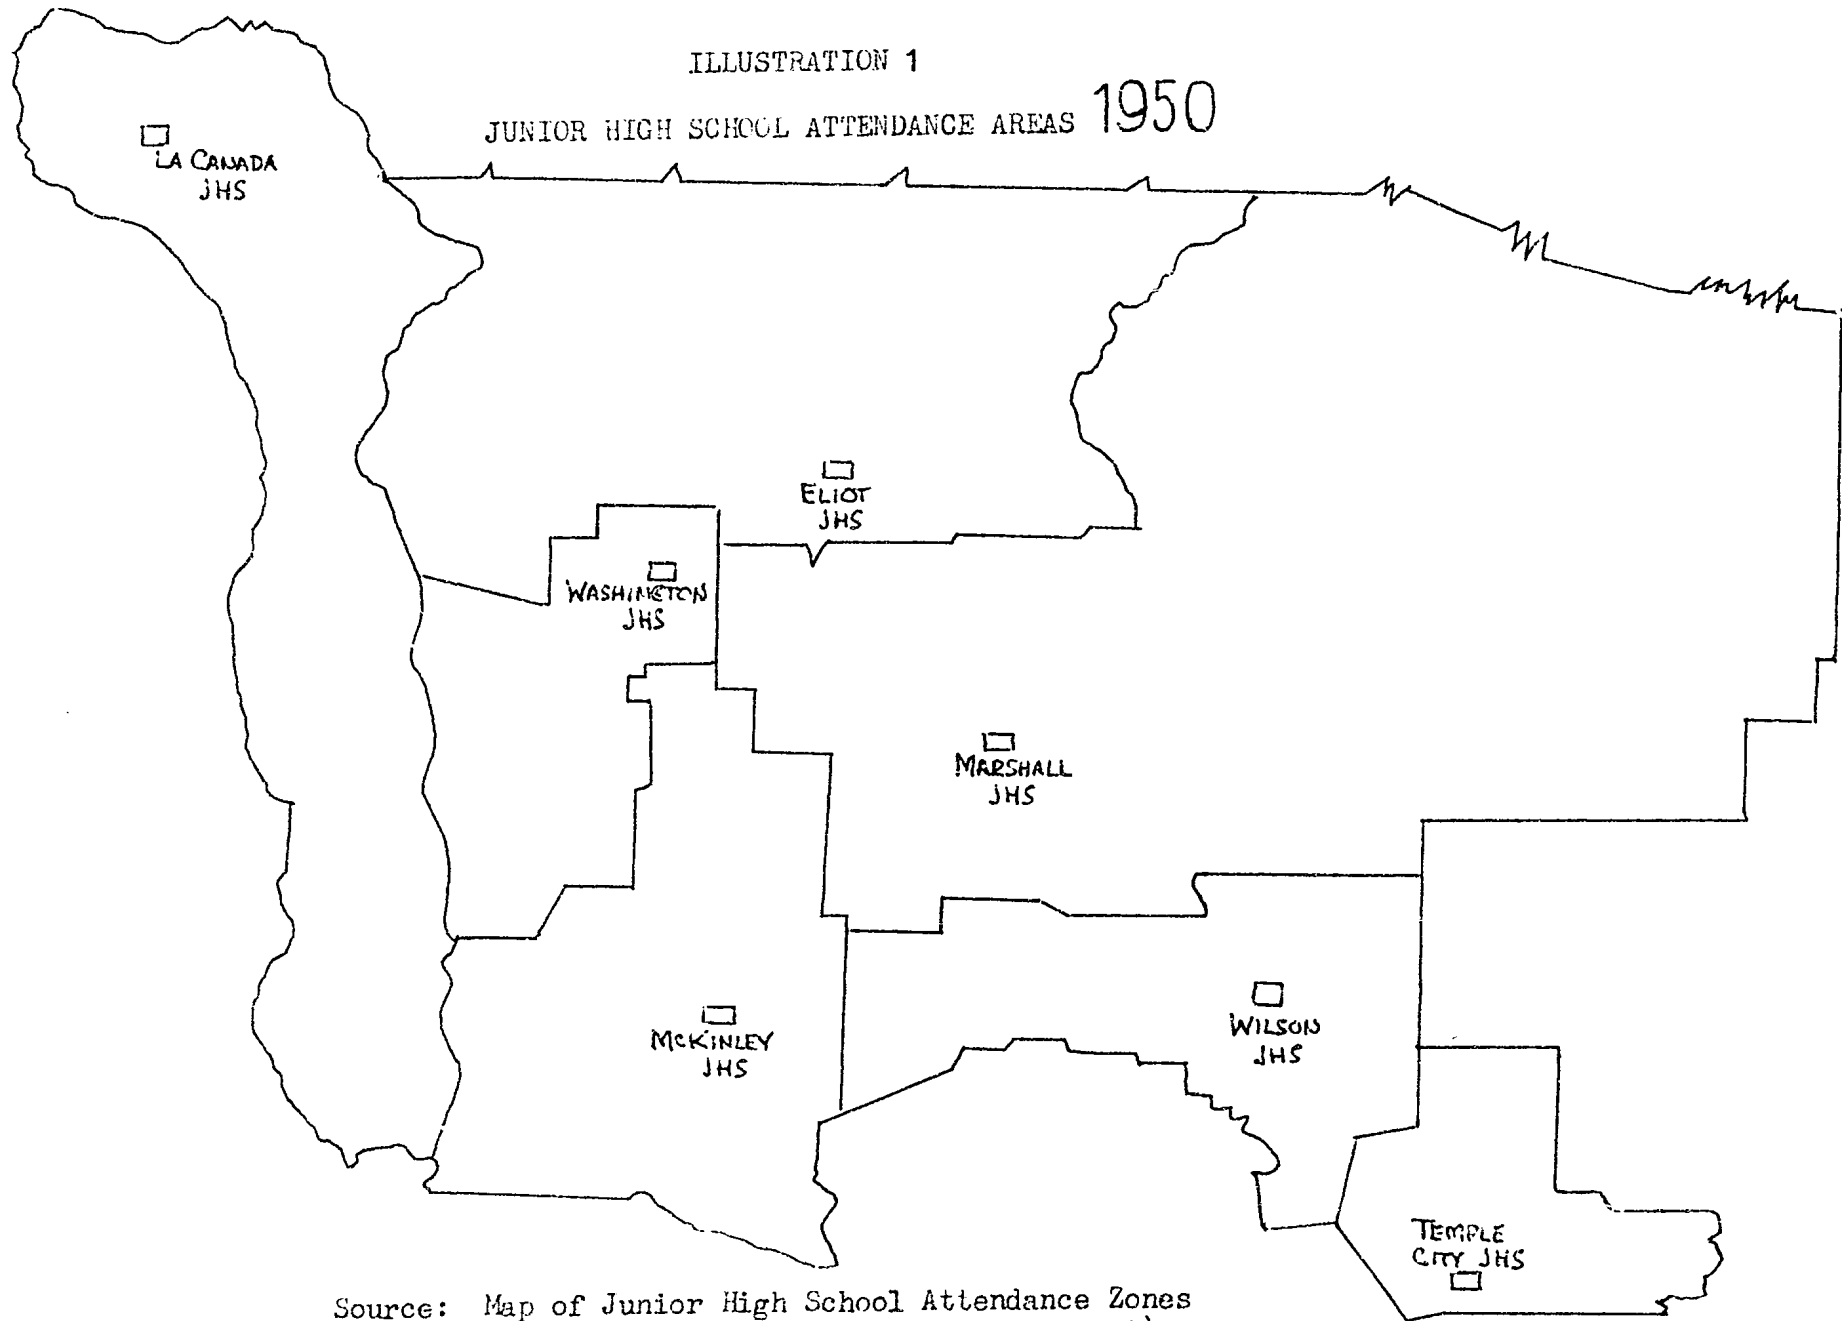 ILLUSTRATION 1
JUNIOR HIGH SCHOOL ATTENDANCE AREAS 1950
LA CANADA
JHS
ELIOT
JHS
WASHINGTON
JHS
MARSHALL
JHS
MCKINLEY
JHS
WILSON
JHS
TEMPLE
CITY JHS
Source: Map of Junior High School Attendance Zones